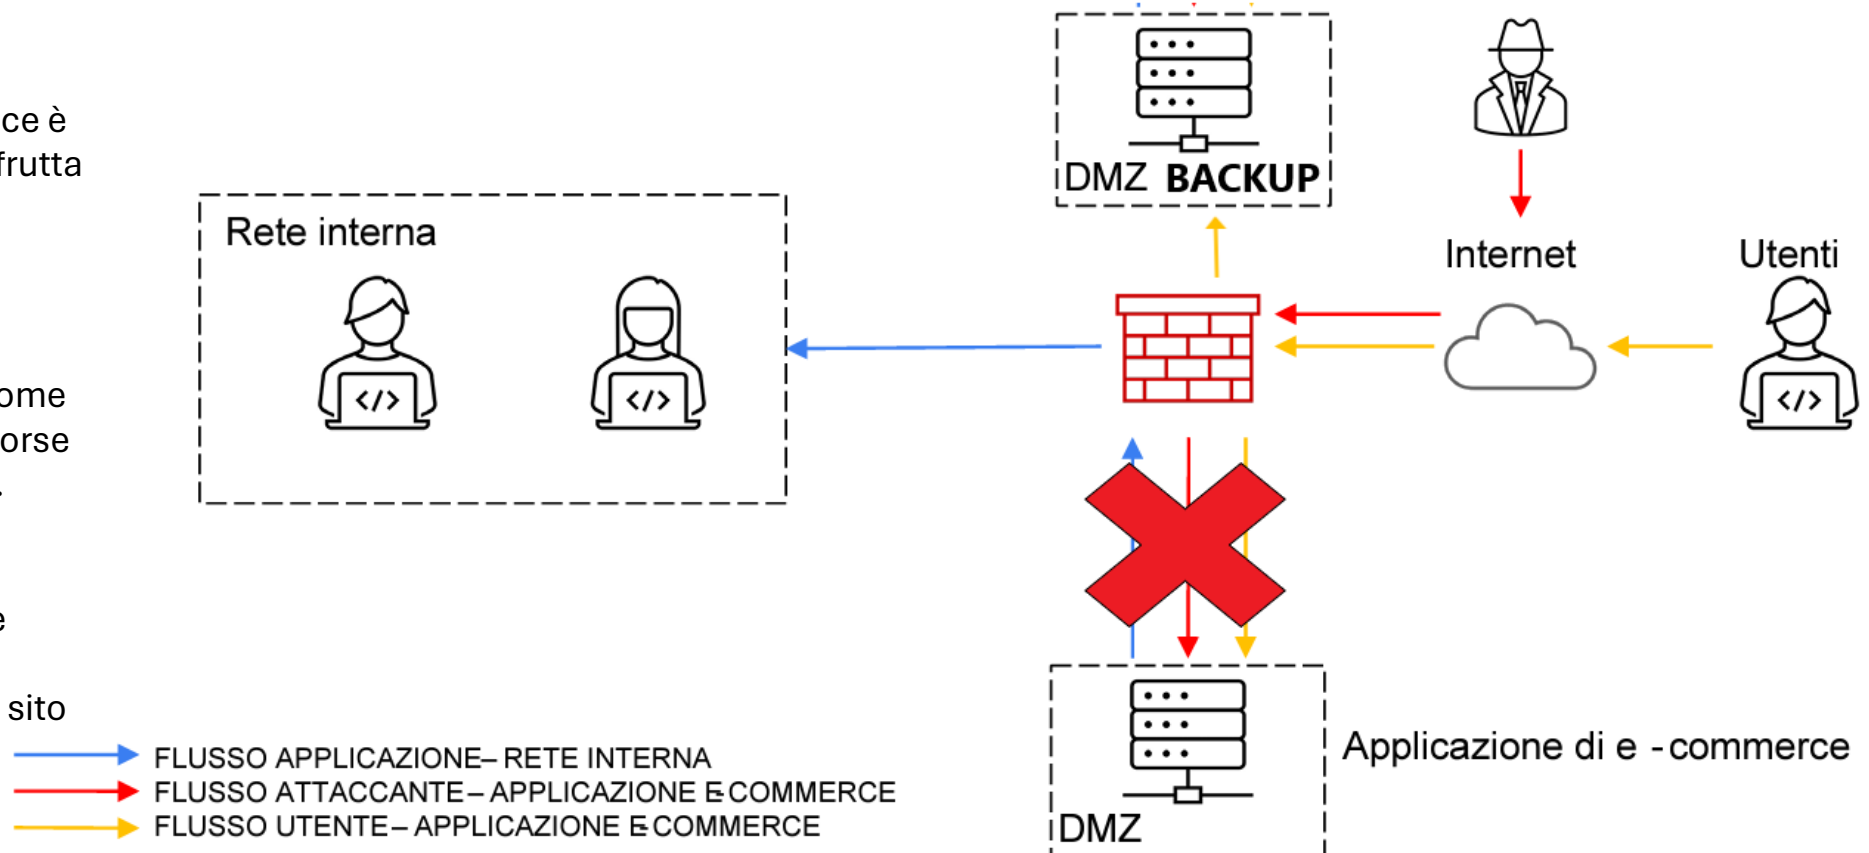 ce è
frutta
ome
orse
.
e
sito
DMZ BACKUP
Rete interna
Internet
Utenti
</>
</>
</>
Applicazione di e -commerce
DMZ
FLUSSO APPLICAZIONE– RETE INTERNA
FLUSSO ATTACCANTE– APPLICAZIONE E-COMMERCE
FLUSSO UTENTE– APPLICAZIONE E-COMMERCE